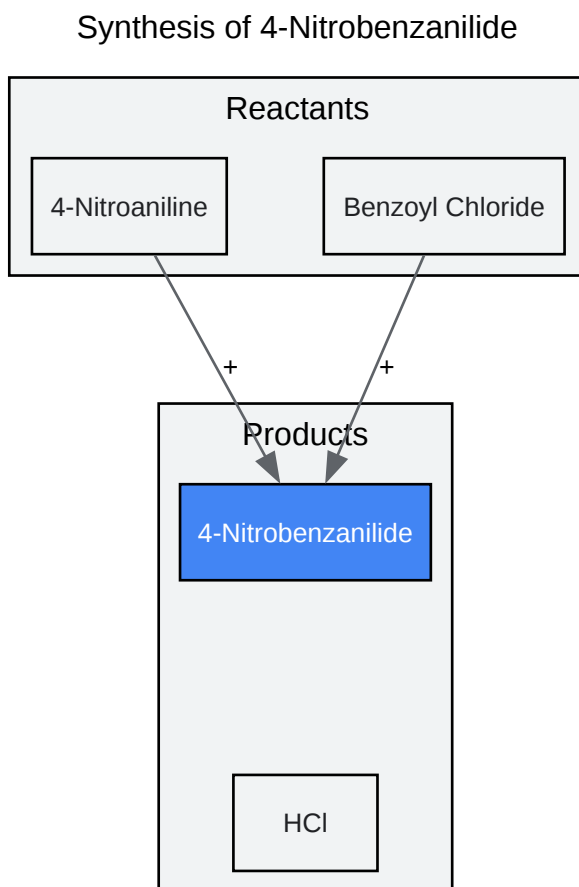 Synthesis of 4-Nitrobenzanilide
Reactants
4-Nitroaniline
Benzoyl Chloride
+
+
Products
4-Nitrobenzanilide
HCl